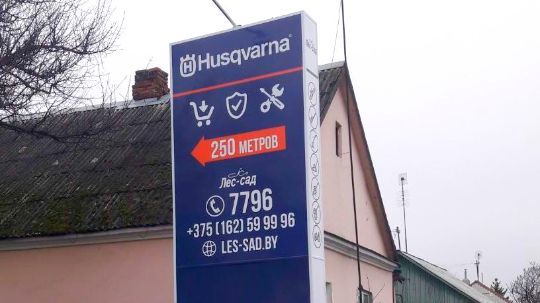 Husqvarna
250 МЕТРОВ
Лес-сад
7796
+375 (162) 59 99 96
LES-SAD.BY